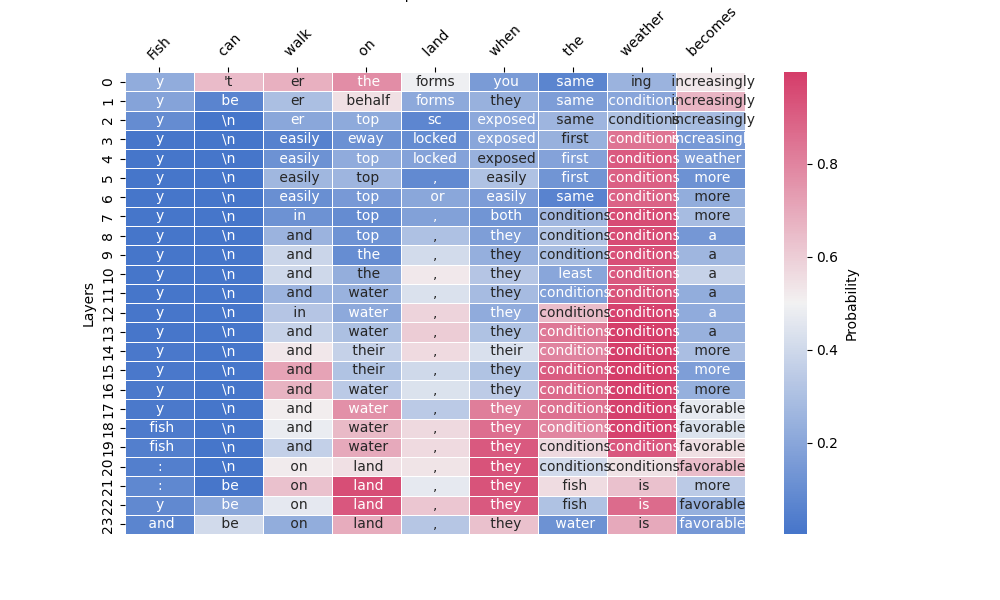 Fish can walk on land when the weather becomes
0 y 't er the forms you same ing increasingly
1 y be er behalf forms they same conditions increasingly
2 y \n er top sc exposed same conditions increasingly
3 y \n easily eway locked exposed first conditions increasingly
4 y \n easily top locked exposed first conditions weather
5 y \n easily top , easily first conditions more
6 y \n easily top or easily same conditions more
7 y \n in top , both conditions conditions more
8 y \n and top , they conditions conditions a
9 y \n and the , they conditions conditions a
10 y \n and the , they least conditions a
11 y \n and water , they conditions conditions a
12 y \n in water , they conditions conditions a
13 y \n and water , they conditions conditions a
14 y \n and their , their conditions conditions more
15 y \n and their , they conditions conditions more
16 y \n and water , they conditions conditions more
17 y \n and water , they conditions conditions favorable
18 fish \n and water , they conditions conditions favorable
19 fish \n and water , they conditions conditions favorable
20 : \n on land , they conditions conditions favorable
21 : be on land , they fish is more
22 y be on land , they fish is favorable
23 and be on land , they water is favorable
Layers
0.8
0.6
0.4
0.2
Probability